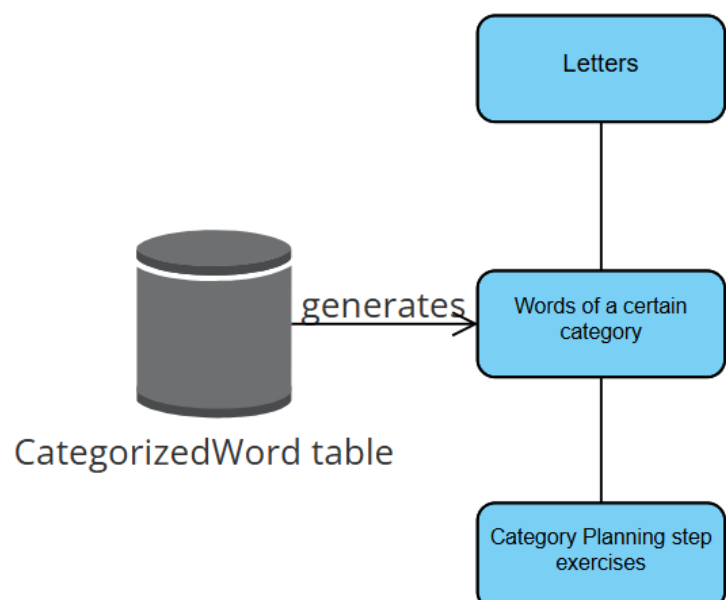 Letters
generates
Words of a certain
category
CategorizedWord table
Category Planning step
exercises